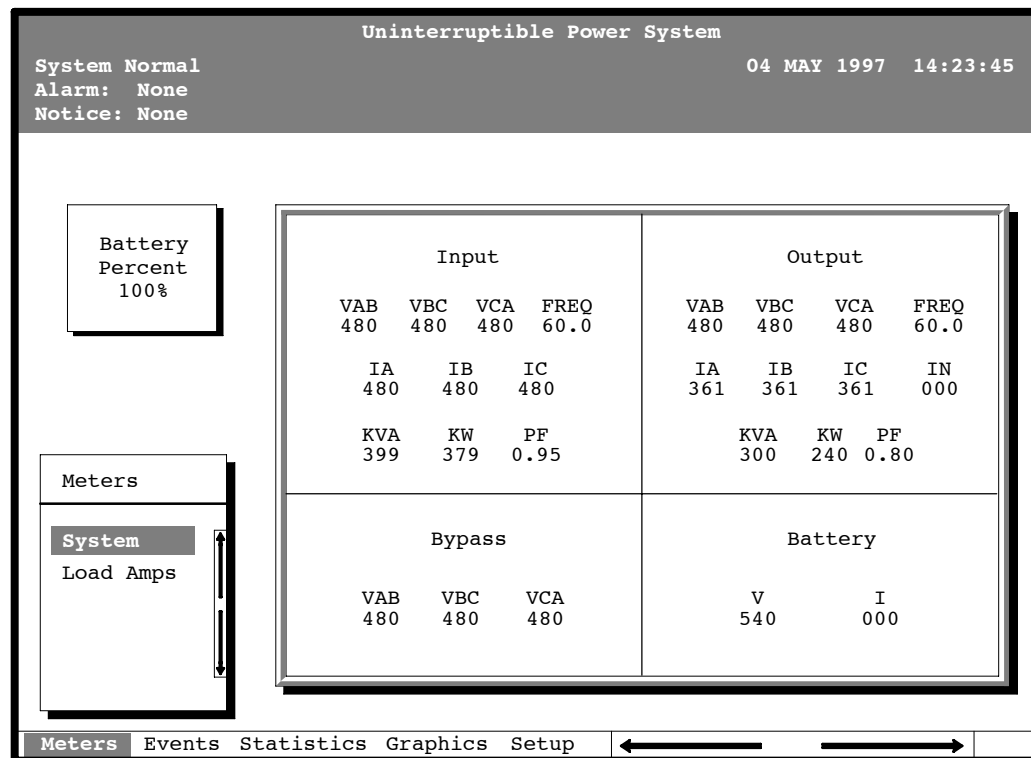 Uninterruptible Power System
System Normal 04 MAY 1997 14:23:45
Alarm: None
Notice: None
Battery
Percent
100%
Input
VAB VBC VCA FREQ
480 480 480 60.0
IA IB IC
480 480 480
KVA KW PF
399 379 0.95
Output
VAB VBC VCA FREQ
480 480 480 60.0
IA IB IC IN
361 361 361 000
KVA KW PF
300 240 0.80
Meters
System
Load Amps
Bypass
VAB VBC VCA
480 480 480
Battery
V I
540 000
Meters Events Statistics Graphics Setup